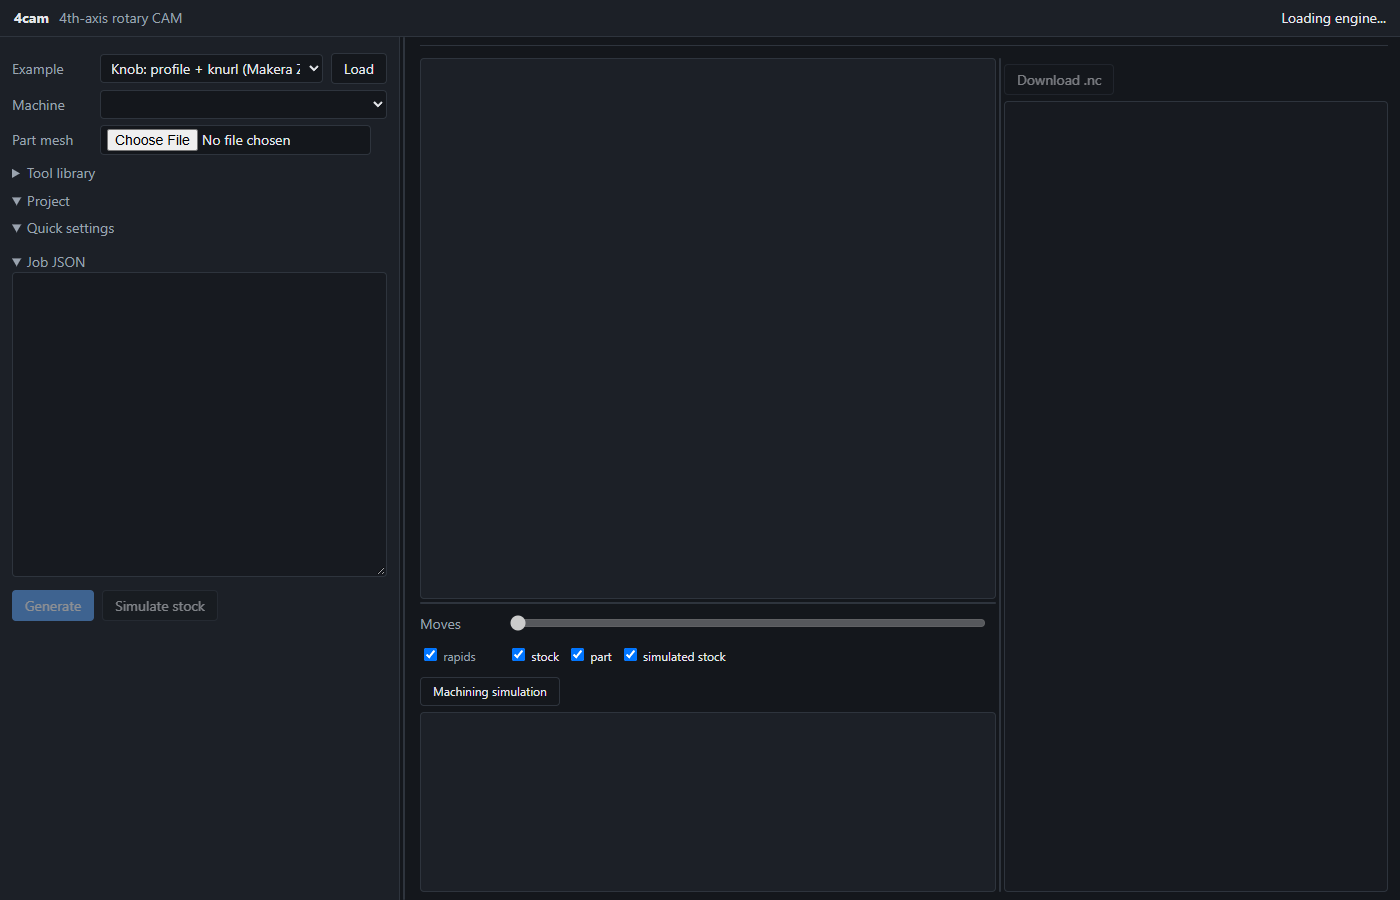 4cam 4th-axis rotary CAM
Loading engine...
Example Knob: profile + knurl (Makera Z Load
Machine
Part mesh Choose File No file chosen
Tool library
Project
Quick settings
Job JSON
Generate Simulate stock
Download .nc
Moves
rapids stock part simulated stock
Machining simulation